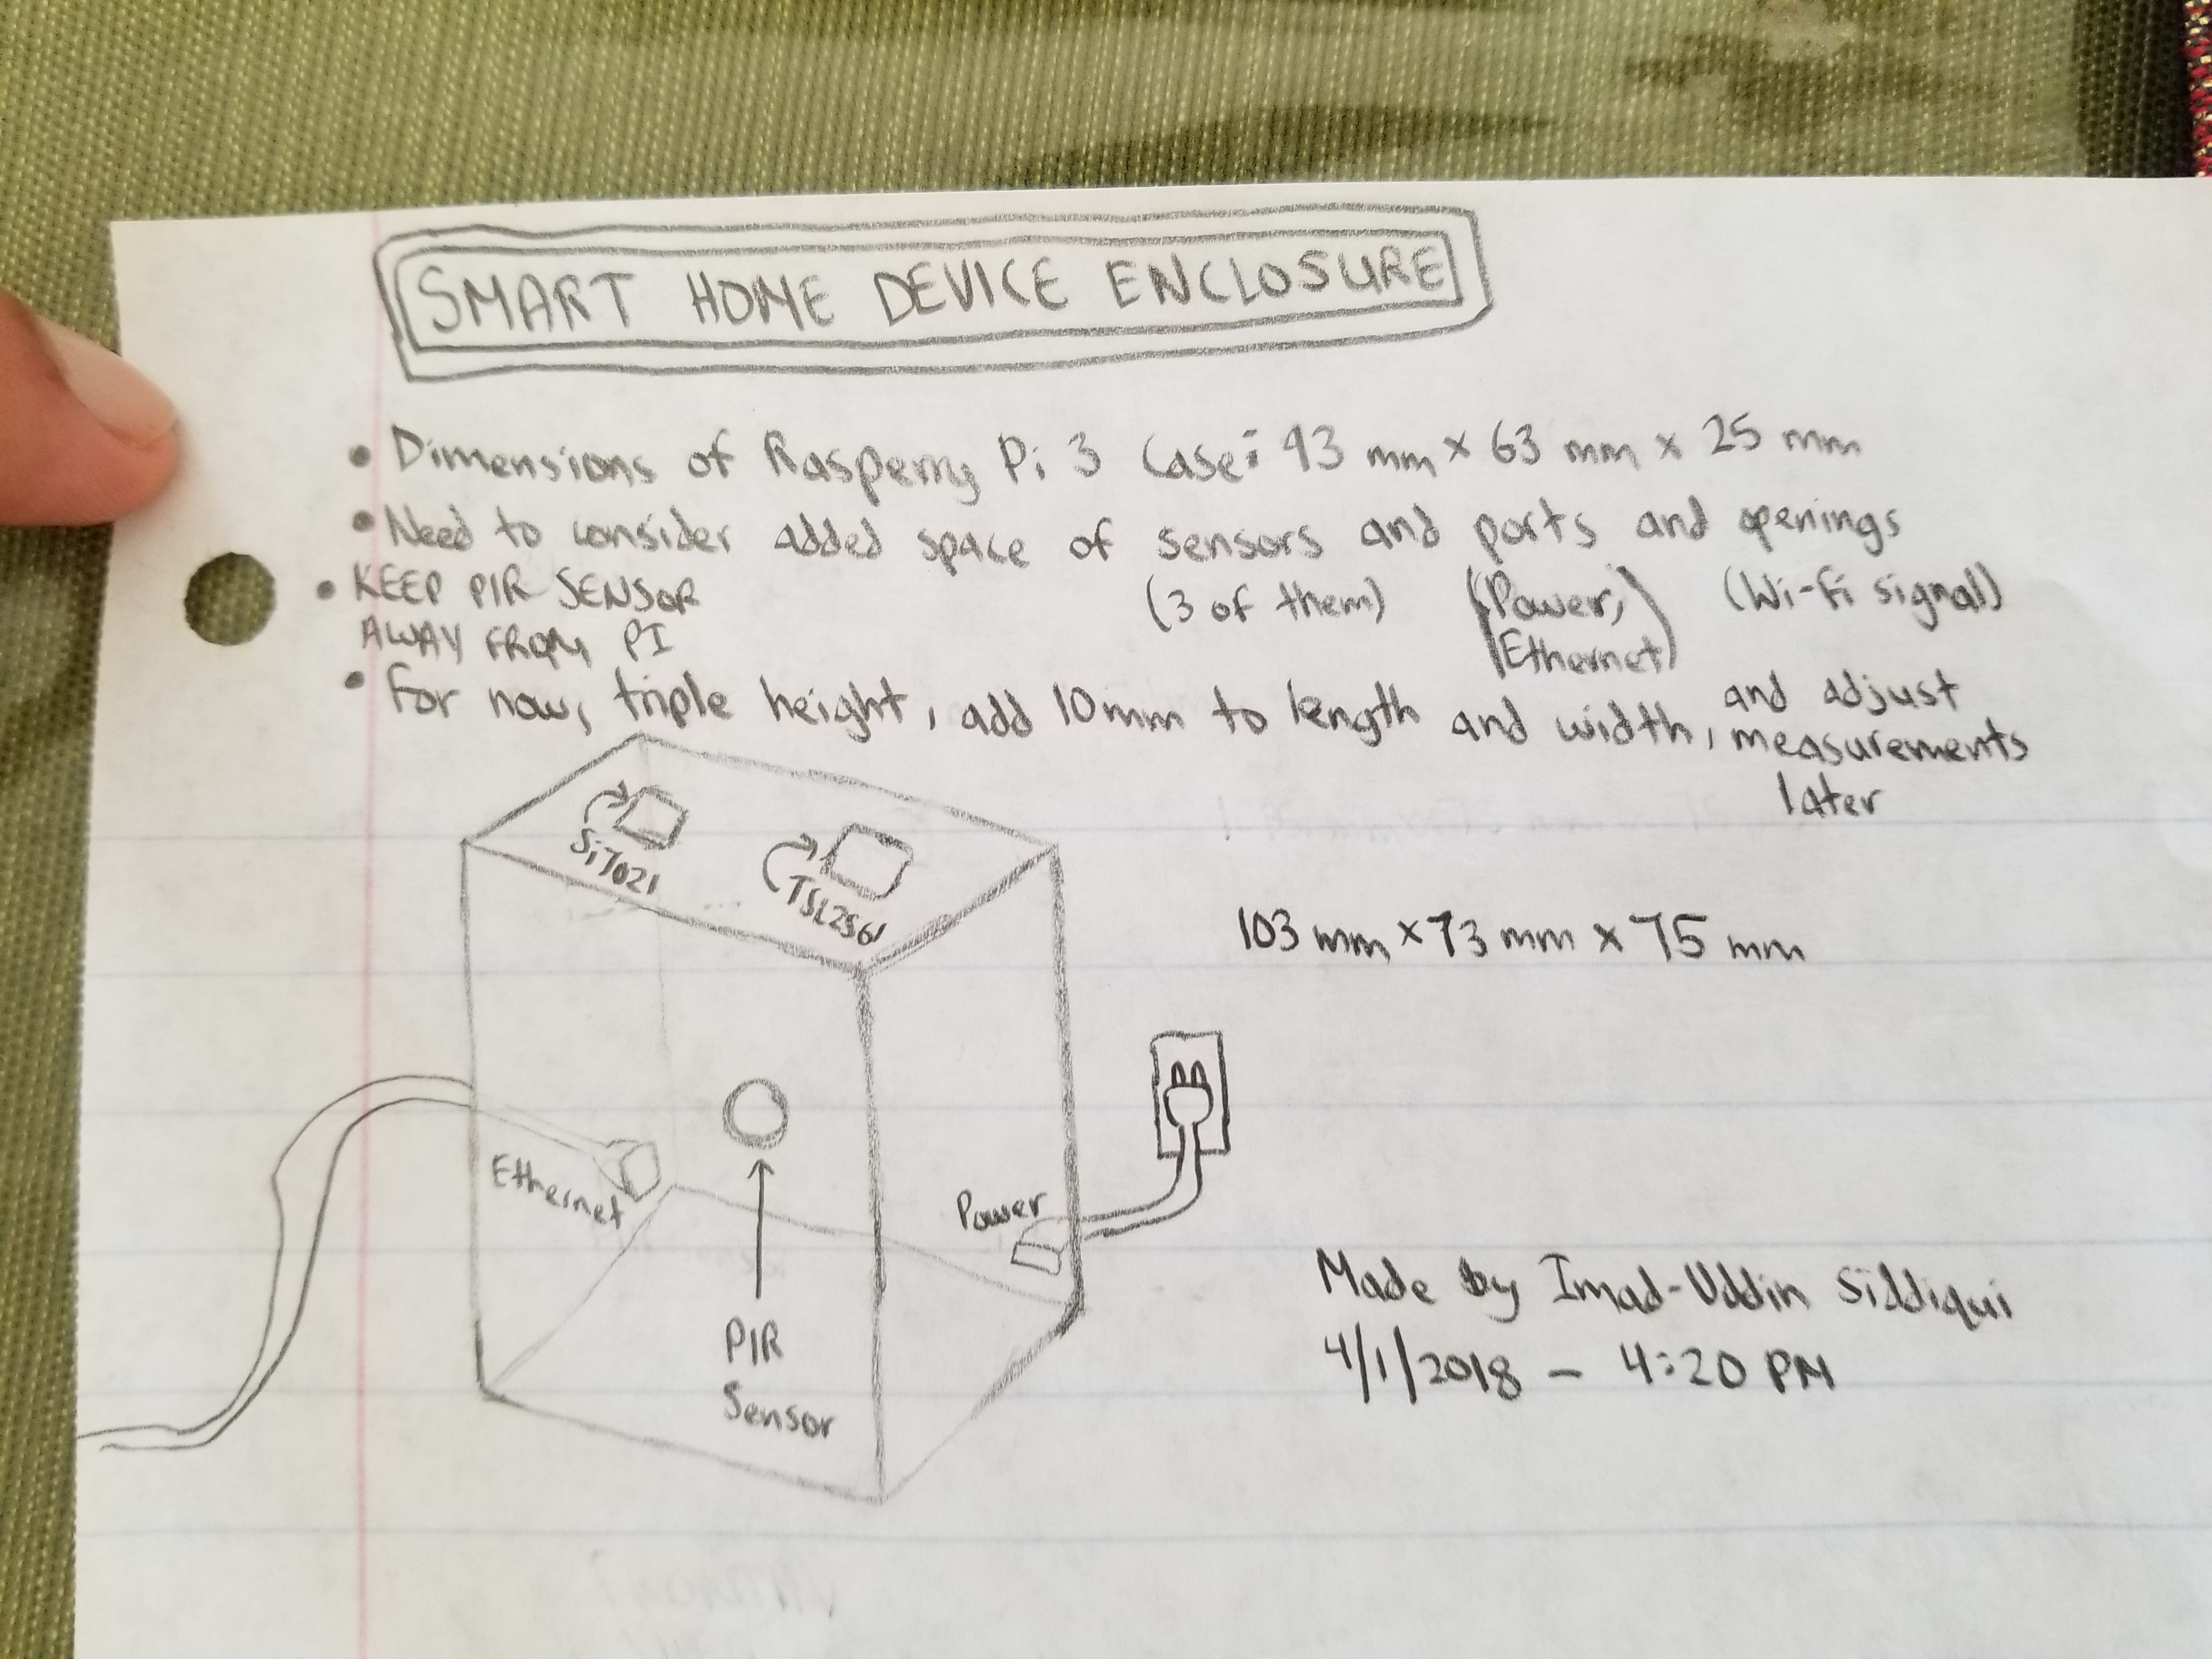 SMART HOME DEVICE ENCLOSURE
• Dimensions of Rasperry Pi 3 Case: 93 mm x 63 mm x 25 mm
• Need to consider added space of sensors and ports and openings
(3 of them) (Power, Ethernet) (Wi-fi signal)
• KEEP PIR SENSOR
AWAY FROM PI
• For now, triple height, add 10mm to length and width, and adjust
measurements
later
Si7021
TSL2561
103 mm x 73 mm x 75 mm
Ethernet
Power
PIR
Sensor
Made by Imad-Uddin Siddiqui
4/1/2018 - 4:20 PM